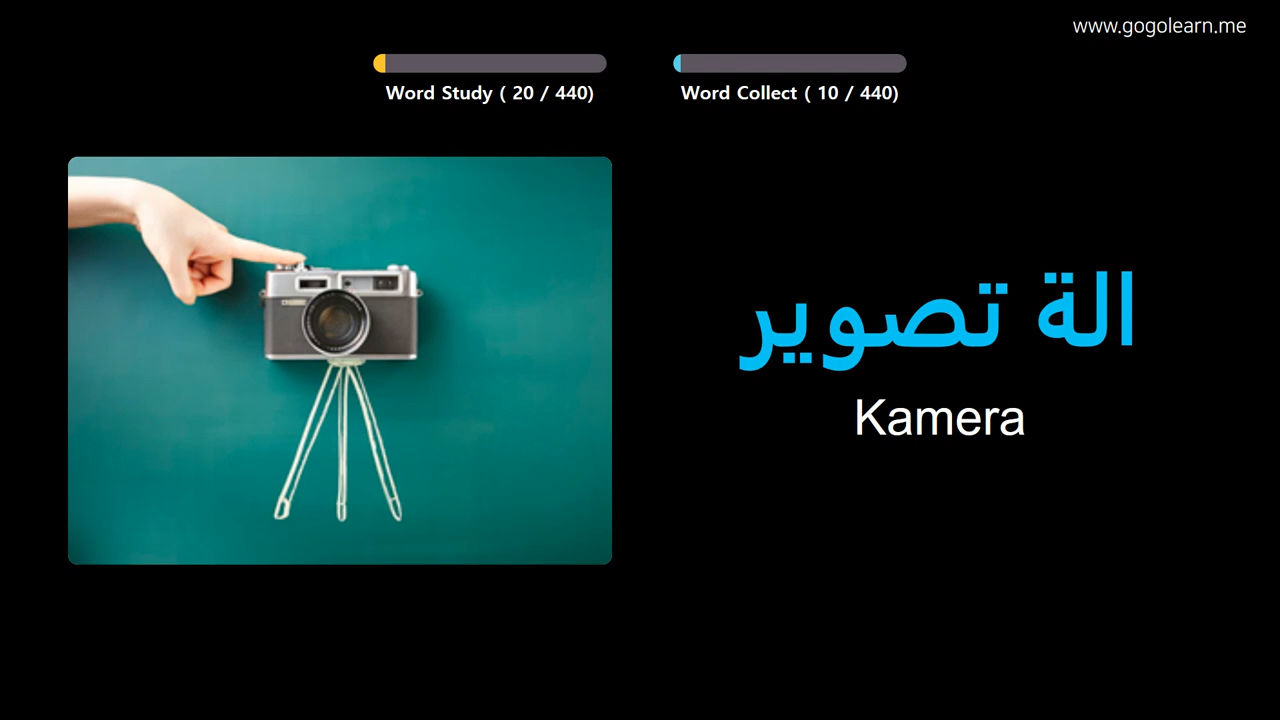 www.gogolearn.me
Word Study ( 20 / 440)
Word Collect ( 10 / 440)
الة تصوير
Kamera